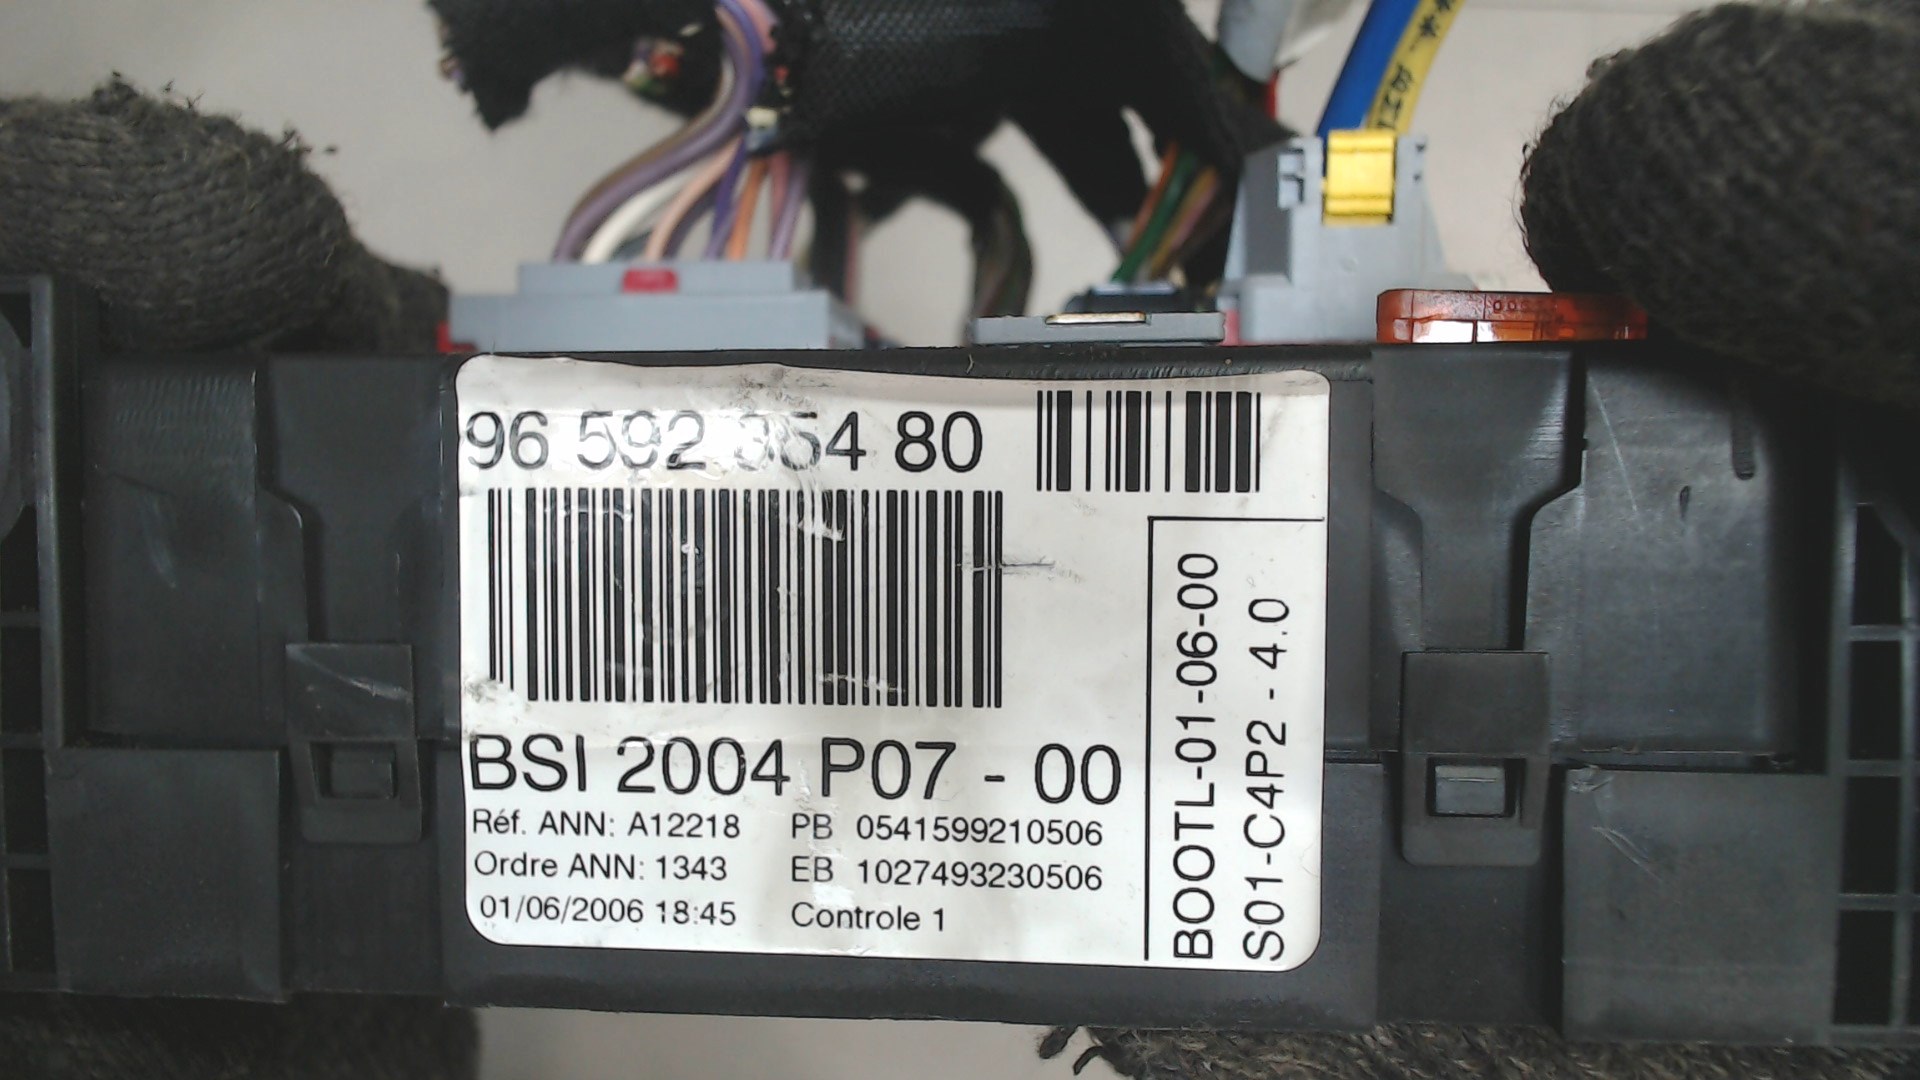 96 592 354 80
BSI 2004 P07 - 00
Réf. ANN: A12218 PB 0541599210506
Ordre ANN: 1343 EB 1027493230506
01/06/2006 18:45 Controle 1
BOOTL-01-06-00
S01-C4P2 - 4.0